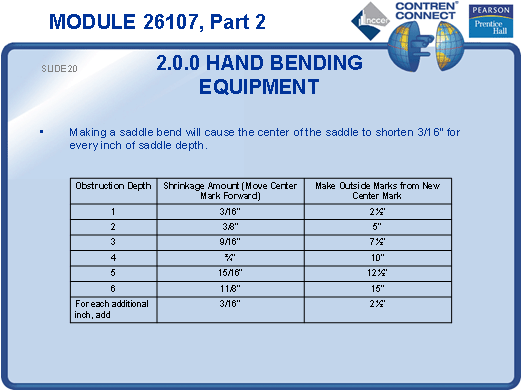 MODULE 26107, Part 2
nccer
CONTREN®
CONNECT
PEARSON
Prentice
Hall
SLIDE 20
2.0.0 HAND BENDING
EQUIPMENT
• Making a saddle bend will cause the center of the saddle to shorten 3/16" for
every inch of saddle depth.
Obstruction Depth Shrinkage Amount (Move Center Make Outside Marks from New
Mark Forward) Center Mark
1 3/16" 2½"
2 3/8" 5"
3 9/16" 7½"
4 ¾" 10"
5 15/16" 12½"
6 11/8" 15"
For each additional 3/16" 2½"
inch, add